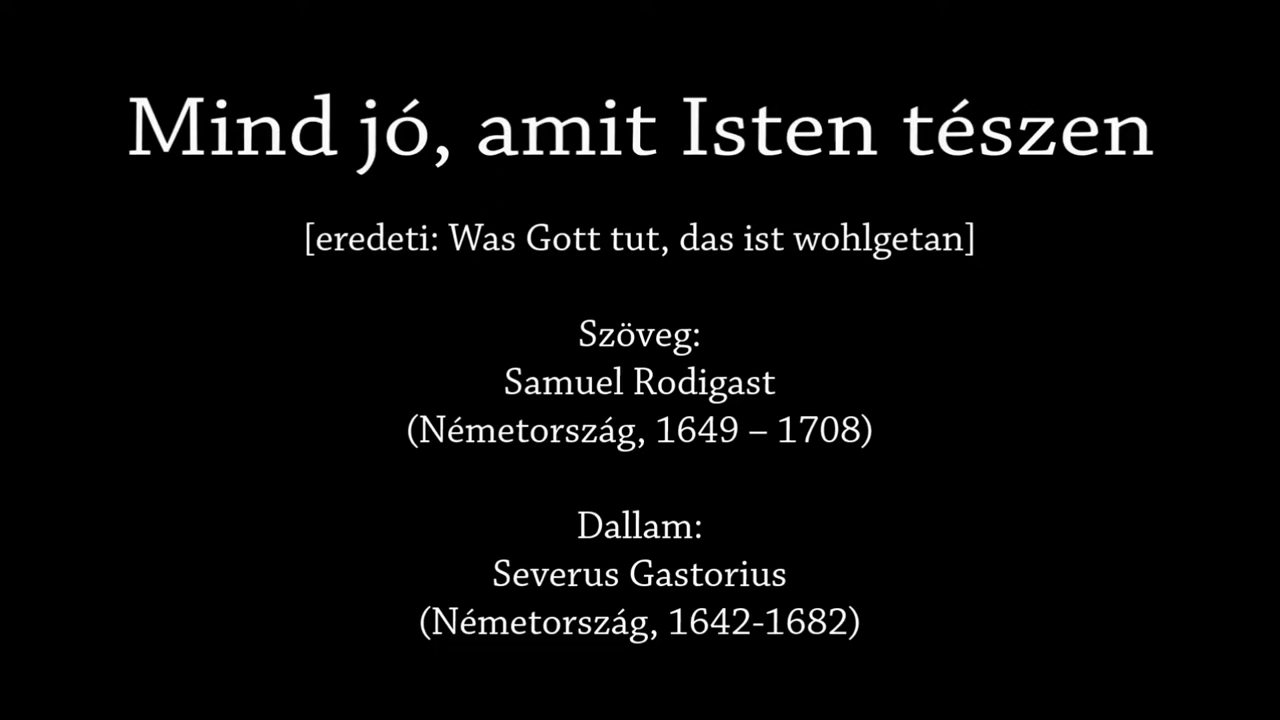 Mind jó, amit Isten tészen
[eredeti: Was Gott tut, das ist wohlgetan]
Szöveg:
Samuel Rodigast
(Németország, 1649 – 1708)
Dallam:
Severus Gastorius
(Németország, 1642-1682)